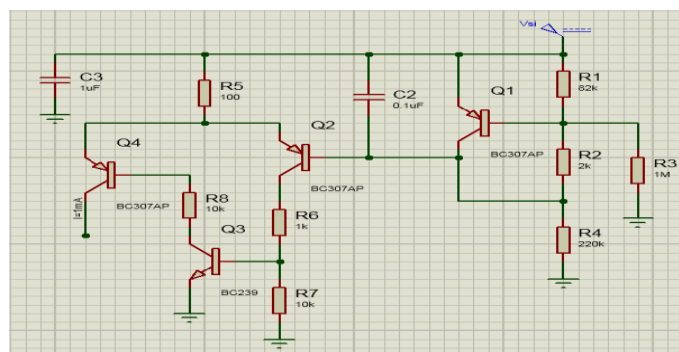 Vsi
C3
1uF
R5
100
C2
0.1uF
Q1
R1
82k
Q4
Q2
BC307AP
R2
2k
R3
1M
BC307AP
R8
10k
BC307AP
I=1mA
Q3
R6
1k
R4
220k
BC239
R7
10k